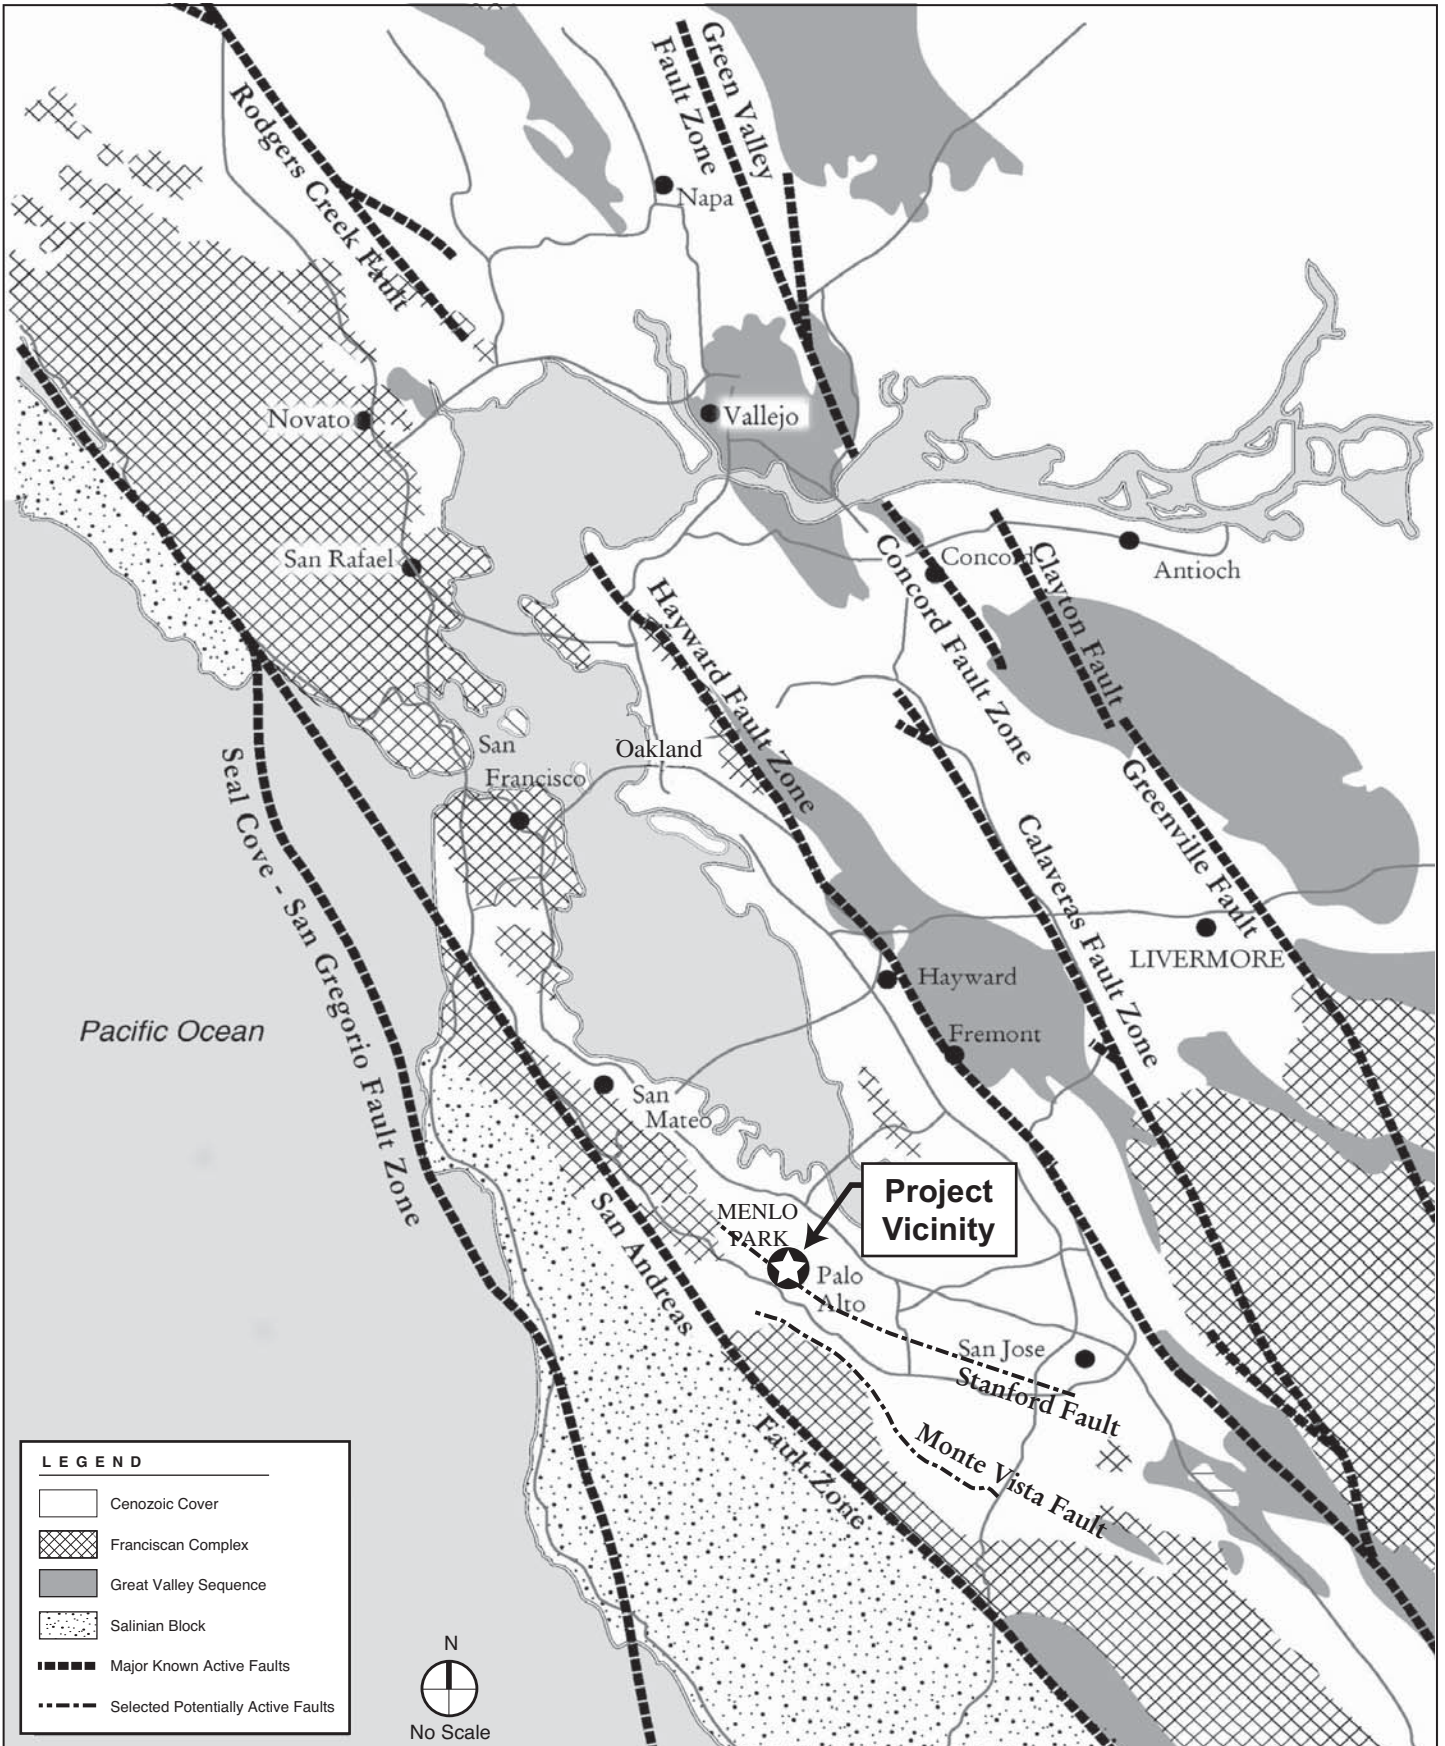 Green Valley
Fault Zone
Rodgers Creek Fault
Napa
Novato
Vallejo
San Rafael
Concord
Antioch
Hayward Fault Zone
Concord Fault Zone
Clayton Fault
San
Francisco
Oakland
Seal Cove - San Gregorio Fault Zone
Greenville Fault
Calaveras Fault Zone
LIVERMORE
Hayward
Pacific Ocean
Fremont
San
Mateo
Project
Vicinity
MENLO
PARK
Palo
Alto
San Andreas
Fault Zone
San Jose
Stanford Fault
Monte Vista Fault
LEGEND
Cenozoic Cover
Franciscan Complex
Great Valley Sequence
Salinian Block
Major Known Active Faults
Selected Potentially Active Faults
N
No Scale